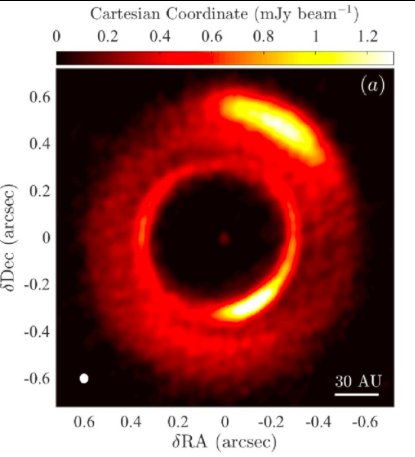 Cartesian Coordinate (mJy beam⁻¹)
0 0.2 0.4 0.6 0.8 1 1.2
(a)
0.6
0.4
0.2
0
-0.2
-0.4
-0.6
δDec (arcsec)
30 AU
0.6 0.4 0.2 0 -0.2 -0.4 -0.6
δRA (arcsec)